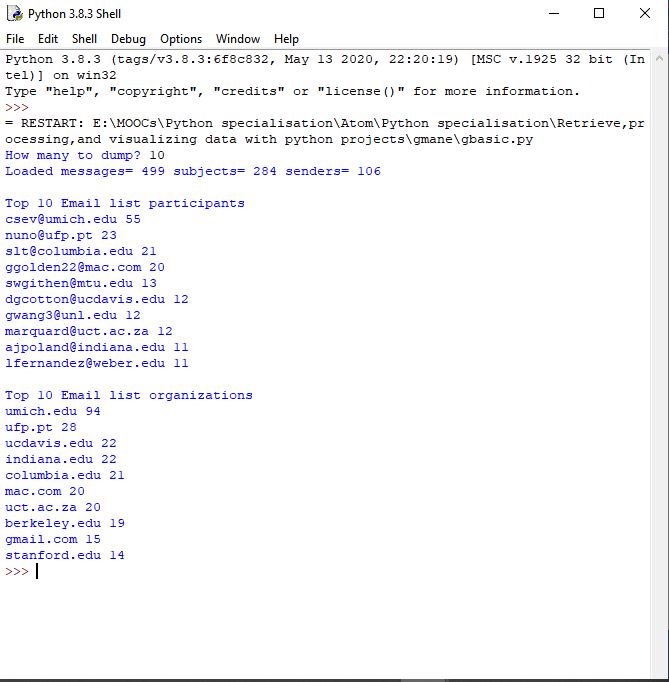 Python 3.8.3 Shell
File Edit Shell Debug Options Window Help
Python 3.8.3 (tags/v3.8.3:6f8c832, May 13 2020, 22:20:19) [MSC v.1925 32 bit (In
tel)] on win32
Type "help", "copyright", "credits" or "license()" for more information.
>>>
= RESTART: E:\MOOCs\Python specialisation\Atom\Python specialisation\Retrieve,pr
ocessing,and visualizing data with python projects\gmane\gbasic.py
How many to dump? 10
Loaded messages= 499 subjects= 284 senders= 106
Top 10 Email list participants
csev@umich.edu 55
nuno@ufp.pt 23
slt@columbia.edu 21
ggolden22@mac.com 20
swgithen@mtu.edu 13
dgcotton@ucdavis.edu 12
gwang3@unl.edu 12
marquard@uct.ac.za 12
ajpoland@indiana.edu 11
lfernandez@weber.edu 11
Top 10 Email list organizations
umich.edu 94
ufp.pt 28
ucdavis.edu 22
indiana.edu 22
columbia.edu 21
mac.com 20
uct.ac.za 20
berkeley.edu 19
gmail.com 15
stanford.edu 14
>>>